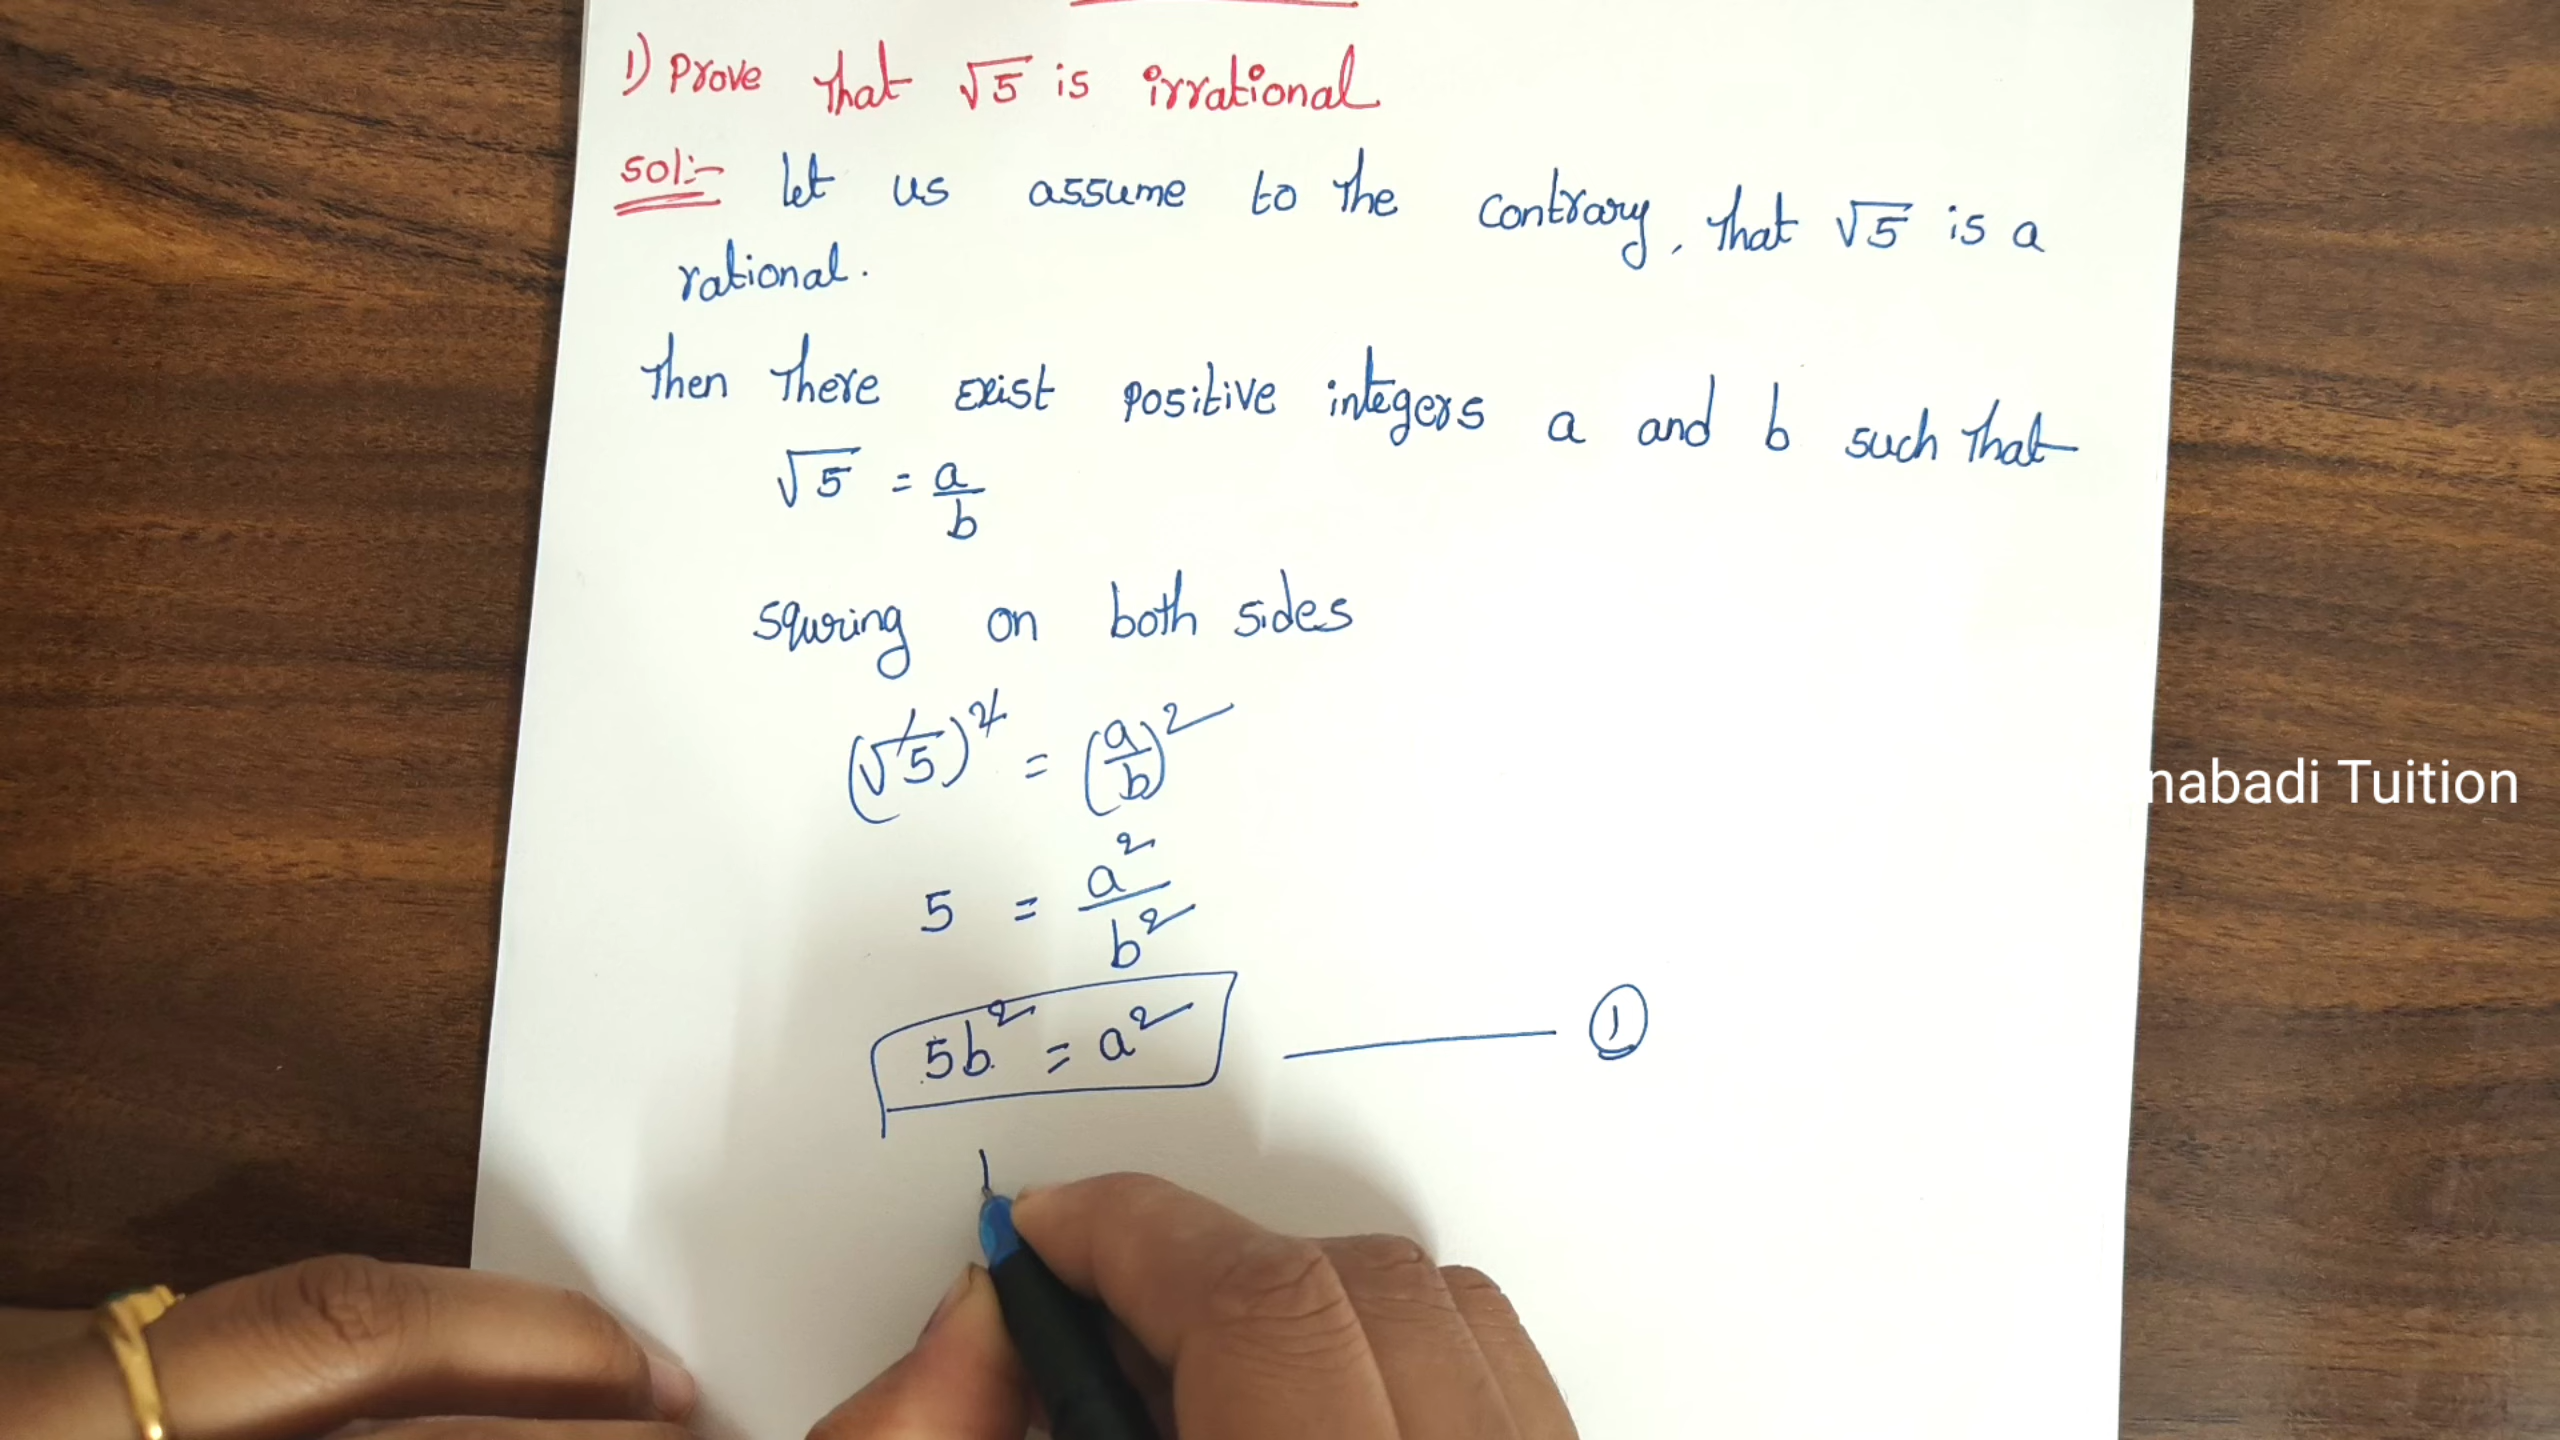 1) Prove that √5 is irrational
Sol:- let us assume to the contrary, that √5 is a
rational.
Then there exist positive integers a and b such that
√5 = a/b
squring on both sides
(√5)² = (a/b)²
5 = a²/b²
5b² = a² ——— ①
nabadi Tuition